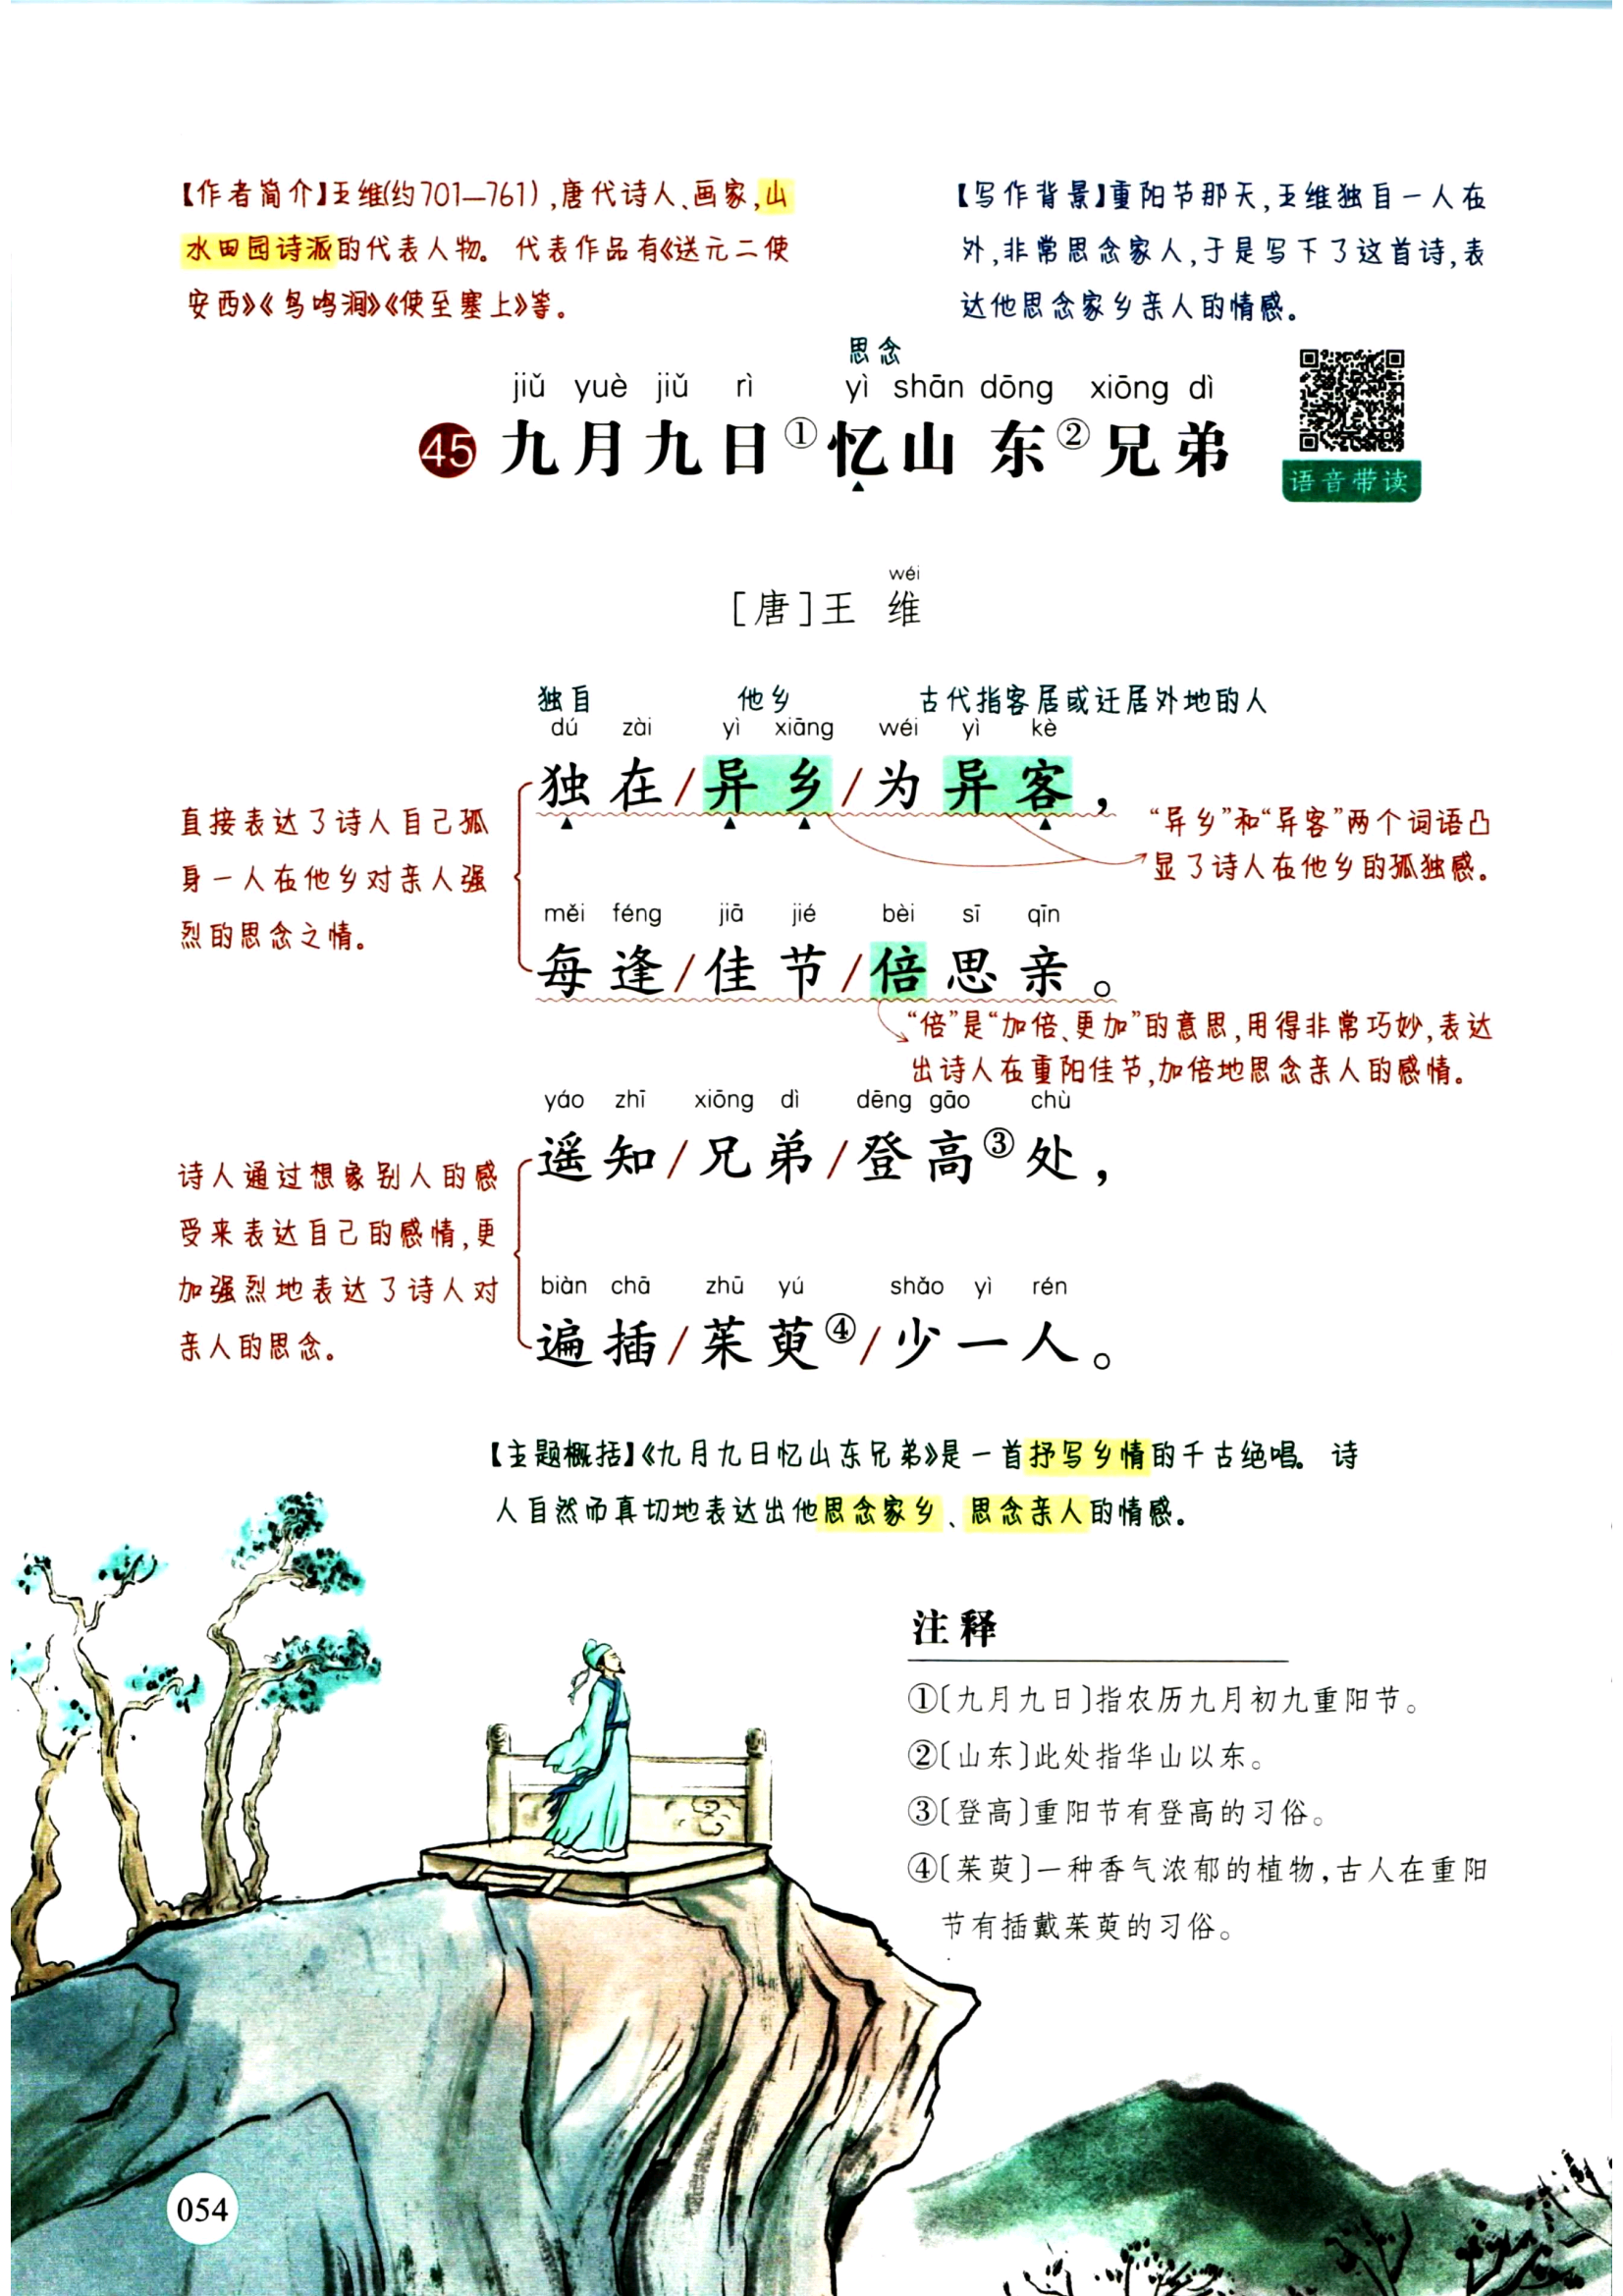 【作者简介】王维(约701—761),唐代诗人、画家,山
水田园诗派的代表人物。代表作品有《送元二使
安西》《鸟鸣涧》《使至塞上》等。
【写作背景】重阳节那天,王维独自一人在
外,非常思念家人,于是写下了这首诗,表
达他思念家乡亲人的情感。
思念
jiǔ yuè jiǔ rì yì shān dōng xiōng dì
45 九月九日①忆山东②兄弟
语音带读
wéi
[唐]王维
独自 他乡 古代指客居或迁居外地的人
dú zài yì xiāng wéi yì kè
独在/异乡/为异客,
直接表达了诗人自己孤
身一人在他乡对亲人强
烈的思念之情。
“异乡”和“异客”两个词语凸
显了诗人在他乡的孤独感。
měi féng jiā jié bèi sī qīn
每逢/佳节/倍思亲。
“倍”是“加倍、更加”的意思,用得非常巧妙,表达
出诗人在重阳佳节,加倍地思念亲人的感情。
yáo zhī xiōng dì dēng gāo chù
遥知/兄弟/登高③处,
诗人通过想象别人的感
受来表达自己的感情,更
加强烈地表达了诗人对
亲人的思念。
biàn chā zhū yú shǎo yì rén
遍插/茱萸④/少一人。
【主题概括】《九月九日忆山东兄弟》是一首抒写乡情的千古绝唱。诗
人自然而真切地表达出他思念家乡、思念亲人的情感。
注释
①〔九月九日〕指农历九月初九重阳节。
②〔山东〕此处指华山以东。
③〔登高〕重阳节有登高的习俗。
④〔茱萸〕一种香气浓郁的植物,古人在重阳
节有插戴茱萸的习俗。
054